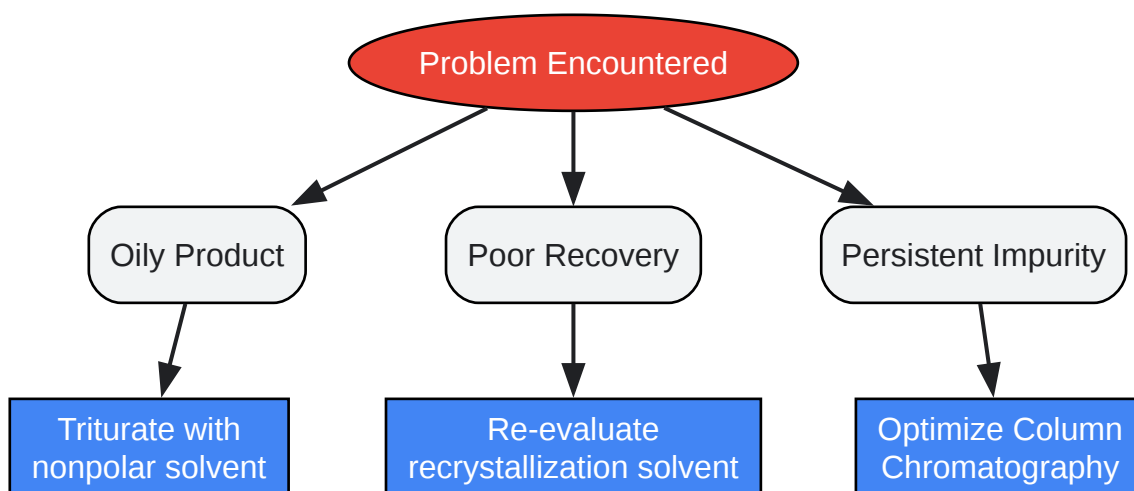 Problem Encountered
Oily Product
Poor Recovery
Persistent Impurity
Triturate with
nonpolar solvent
Re-evaluate
recrystallization solvent
Optimize Column
Chromatography